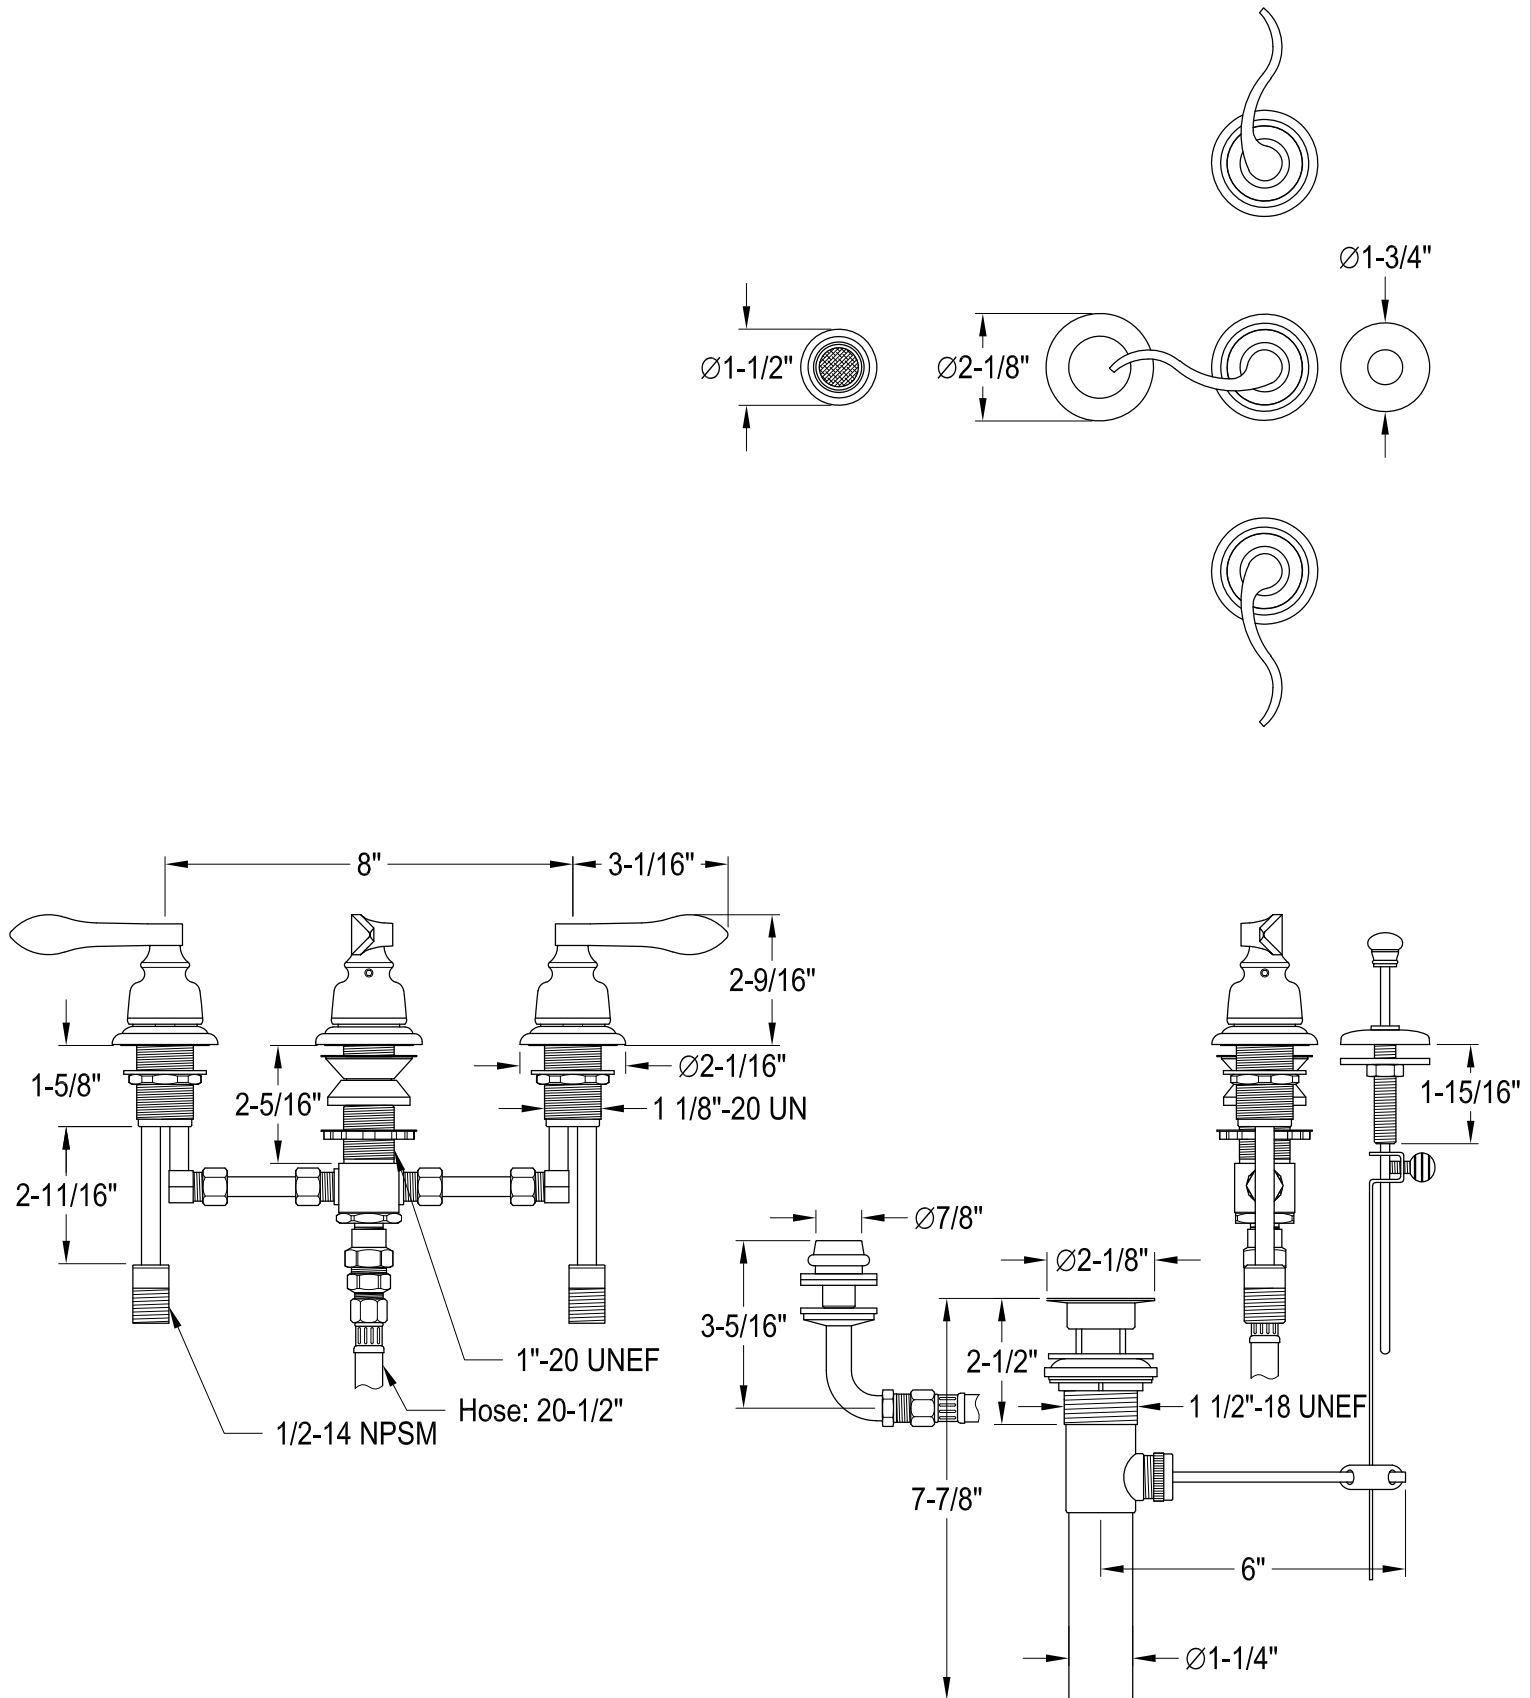 Ø1-3/4"
Ø1-1/2"
Ø2-1/8"
8"
3-1/16"
2-9/16"
Ø2-1/16"
1-5/8"
2-5/16"
1 1/8"-20 UN
1-15/16"
2-11/16"
Ø7/8"
Ø2-1/8"
3-5/16"
2-1/2"
1"-20 UNEF
Hose: 20-1/2"
1 1/2"-18 UNEF
1/2-14 NPSM
7-7/8"
6"
Ø1-1/4"